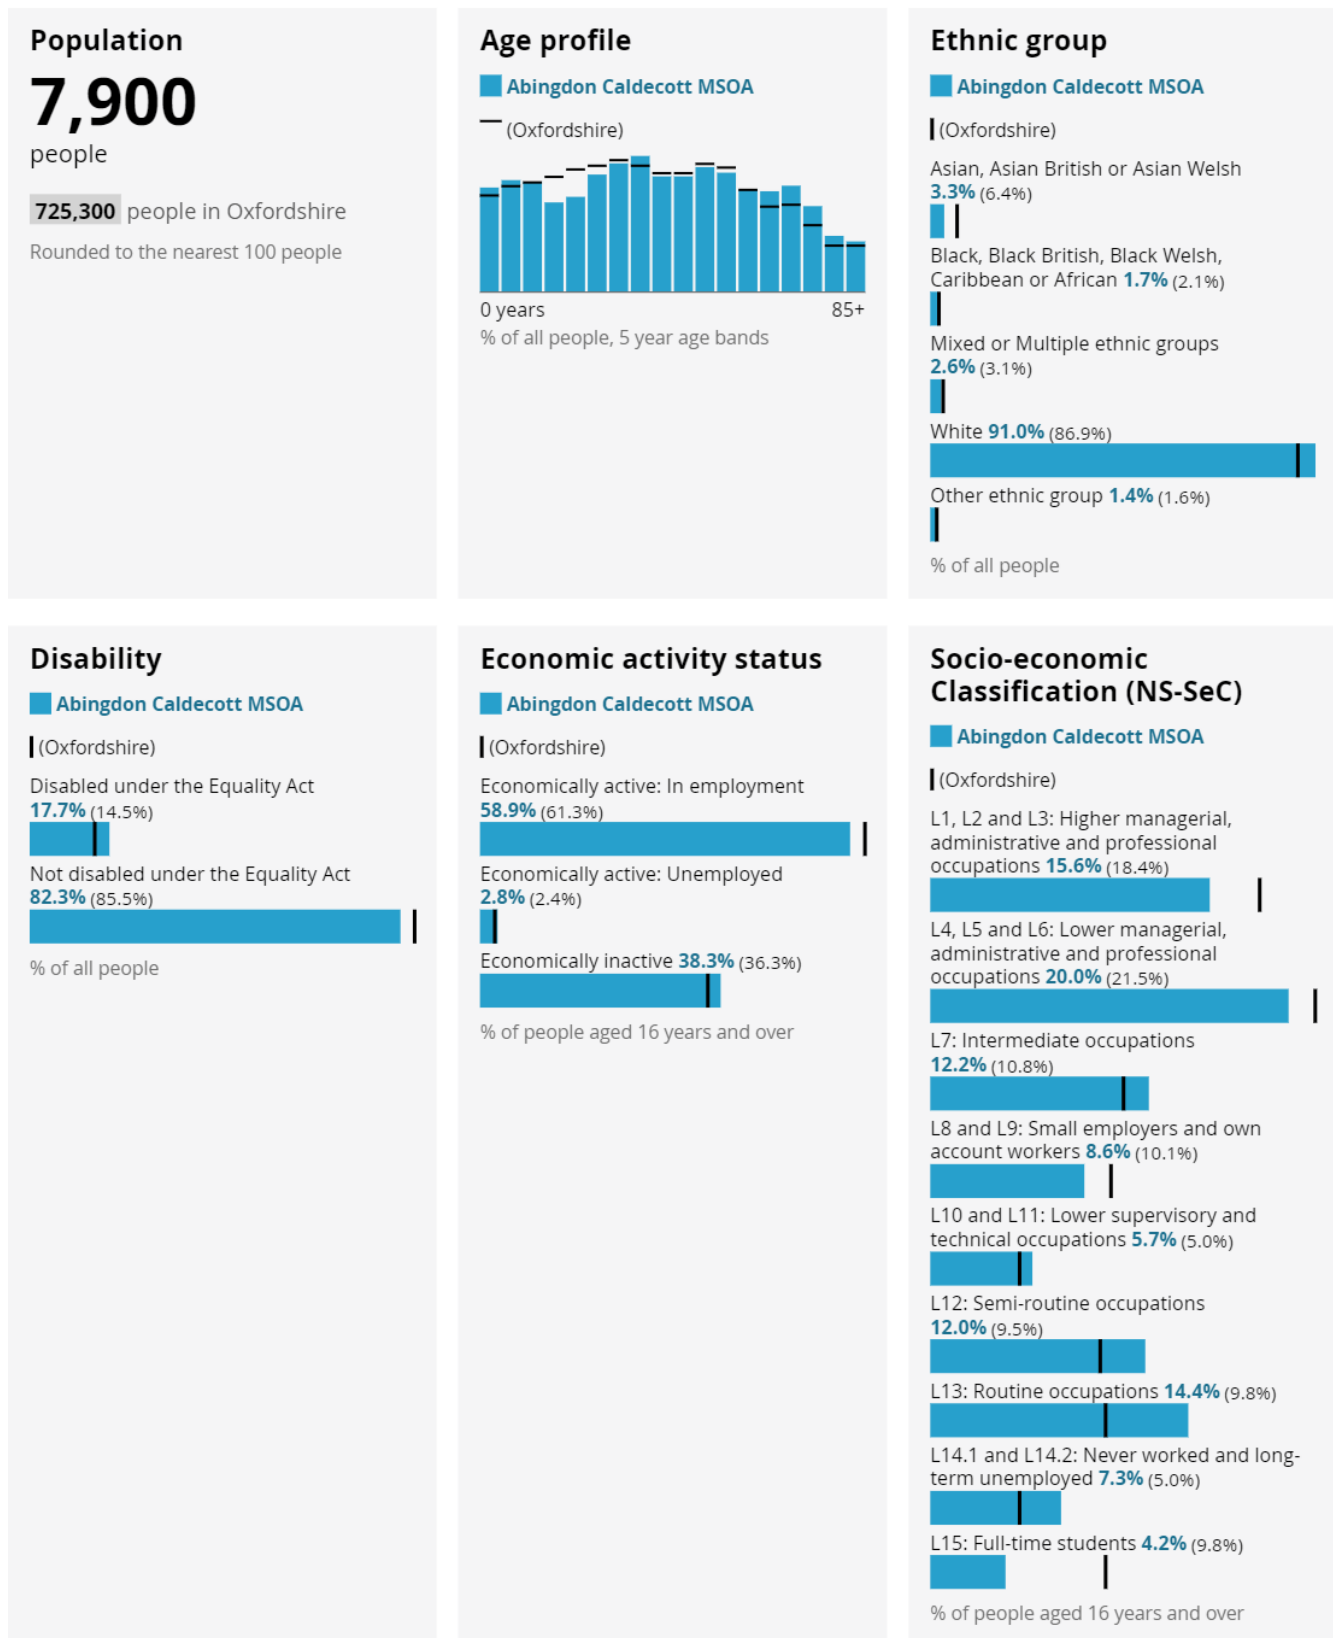 Population
7,900
people
725,300 people in Oxfordshire
Rounded to the nearest 100 people
Age profile
Abingdon Caldecott MSOA
(Oxfordshire)
0 years 85+
% of all people, 5 year age bands
Ethnic group
Abingdon Caldecott MSOA
(Oxfordshire)
Asian, Asian British or Asian Welsh
3.3% (6.4%)
Black, Black British, Black Welsh,
Caribbean or African 1.7% (2.1%)
Mixed or Multiple ethnic groups
2.6% (3.1%)
White 91.0% (86.9%)
Other ethnic group 1.4% (1.6%)
% of all people
Disability
Abingdon Caldecott MSOA
(Oxfordshire)
Disabled under the Equality Act
17.7% (14.5%)
Not disabled under the Equality Act
82.3% (85.5%)
% of all people
Economic activity status
Abingdon Caldecott MSOA
(Oxfordshire)
Economically active: In employment
58.9% (61.3%)
Economically active: Unemployed
2.8% (2.4%)
Economically inactive 38.3% (36.3%)
% of people aged 16 years and over
Socio-economic
Classification (NS-SeC)
Abingdon Caldecott MSOA
(Oxfordshire)
L1, L2 and L3: Higher managerial,
administrative and professional
occupations 15.6% (18.4%)
L4, L5 and L6: Lower managerial,
administrative and professional
occupations 20.0% (21.5%)
L7: Intermediate occupations
12.2% (10.8%)
L8 and L9: Small employers and own
account workers 8.6% (10.1%)
L10 and L11: Lower supervisory and
technical occupations 5.7% (5.0%)
L12: Semi-routine occupations
12.0% (9.5%)
L13: Routine occupations 14.4% (9.8%)
L14.1 and L14.2: Never worked and long-
term unemployed 7.3% (5.0%)
L15: Full-time students 4.2% (9.8%)
% of people aged 16 years and over